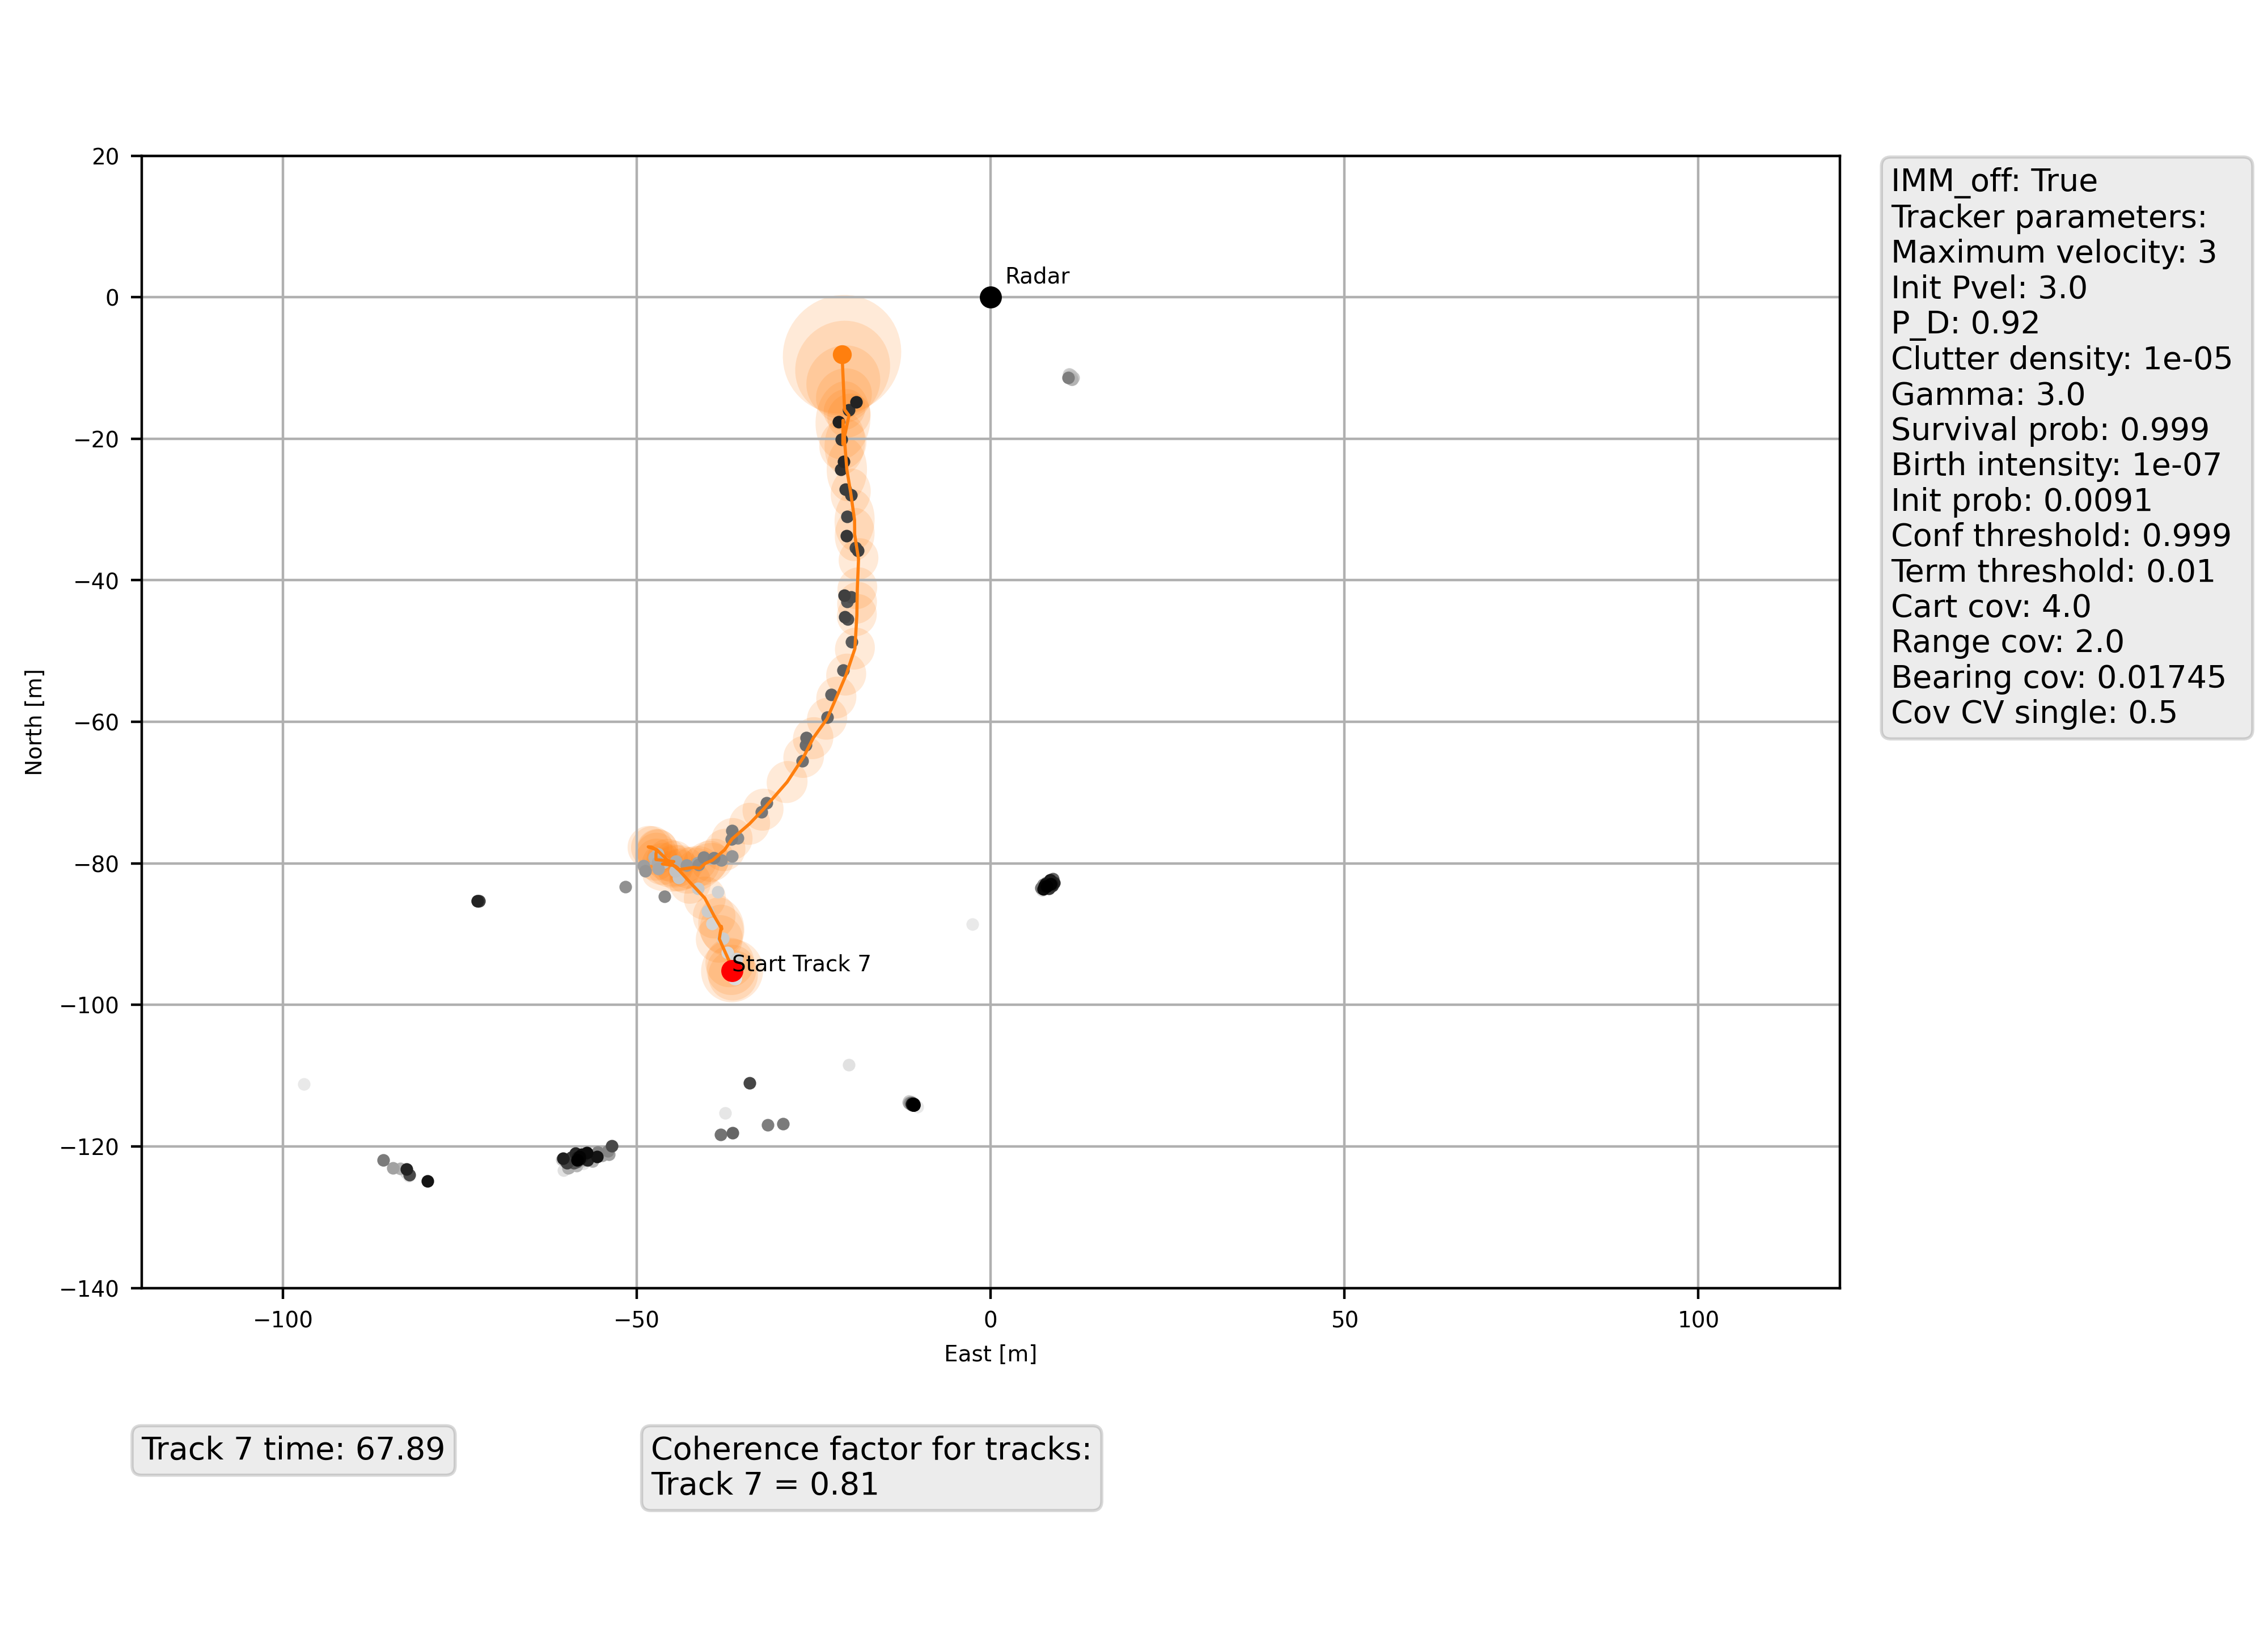 20
0
−20
−40
−60
−80
−100
−120
−140
North [m]
Radar
Start Track 7
−100
−50
0
50
100
East [m]
IMM_off: True
Tracker parameters:
Maximum velocity: 3
Init Pvel: 3.0
P_D: 0.92
Clutter density: 1e-05
Gamma: 3.0
Survival prob: 0.999
Birth intensity: 1e-07
Init prob: 0.0091
Conf threshold: 0.999
Term threshold: 0.01
Cart cov: 4.0
Range cov: 2.0
Bearing cov: 0.01745
Cov CV single: 0.5
Track 7 time: 67.89
Coherence factor for tracks:
Track 7 = 0.81